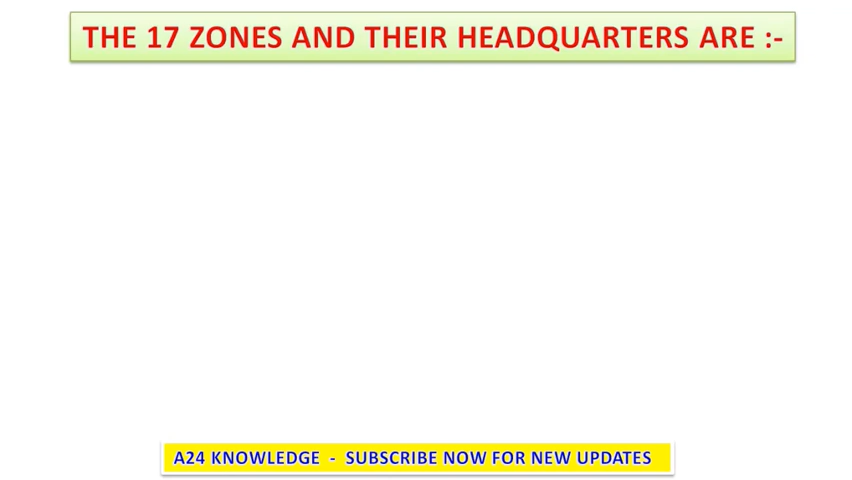 THE 17 ZONES AND THEIR HEADQUARTERS ARE :-
A24 KNOWLEDGE - SUBSCRIBE NOW FOR NEW UPDATES